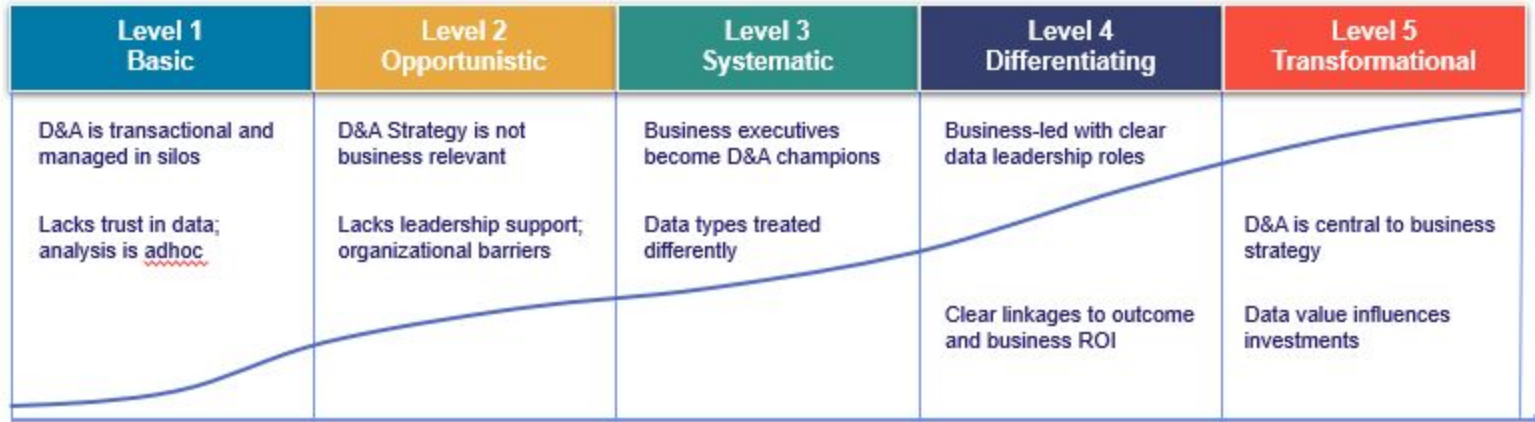 Level 1
Basic
Level 2
Opportunistic
Level 3
Systematic
Level 4
Differentiating
Level 5
Transformational
D&A is transactional and
managed in silos
Lacks trust in data;
analysis is adhoc
D&A Strategy is not
business relevant
Lacks leadership support;
organizational barriers
Business executives
become D&A champions
Data types treated
differently
Business-led with clear
data leadership roles
Clear linkages to outcome
and business ROI
D&A is central to business
strategy
Data value influences
investments